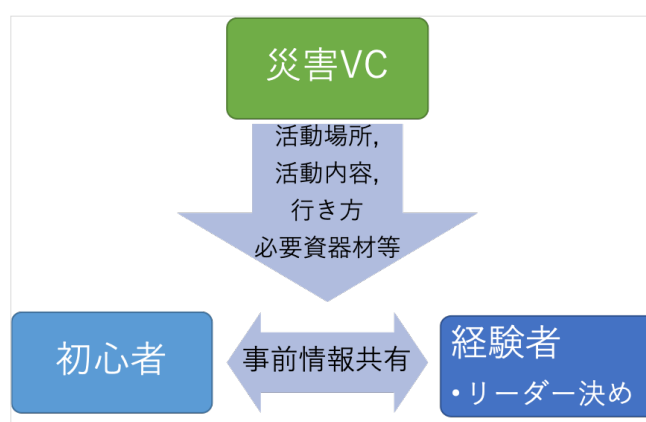 災害VC
活動場所,
活動内容,
行き方
必要資器材等
初心者
事前情報共有
経験者
•リーダー決め